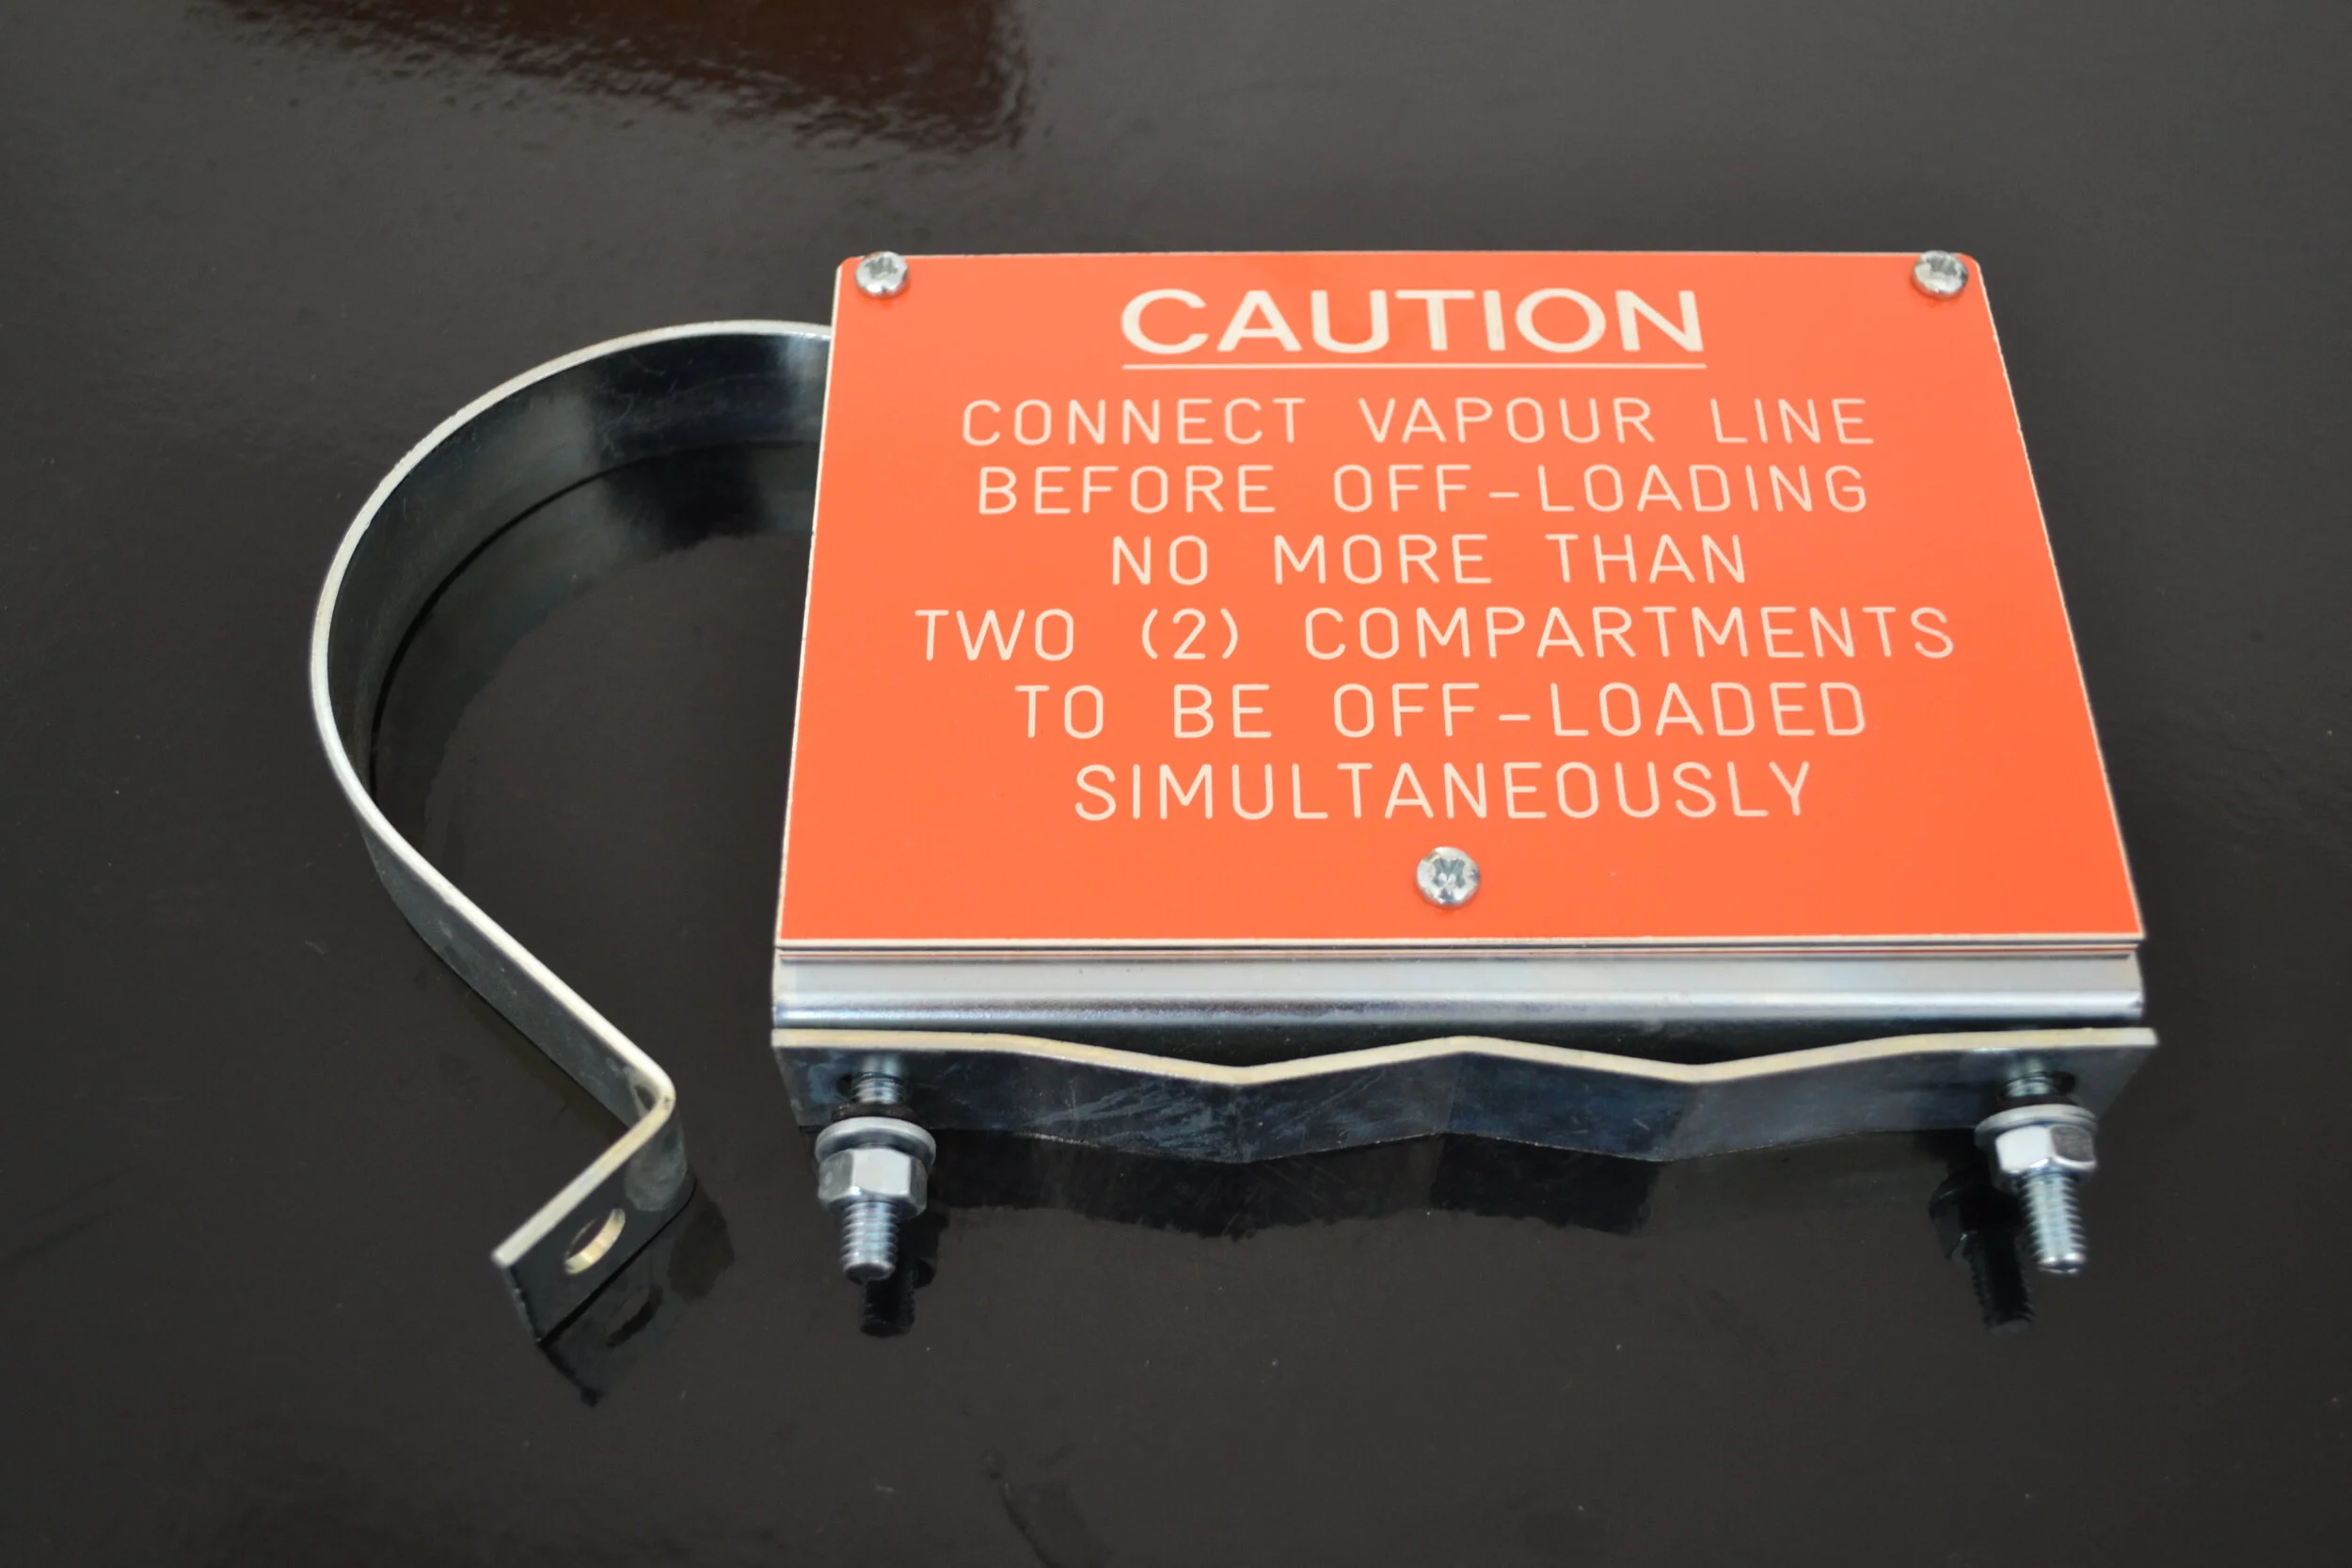 CAUTION
CONNECT VAPOUR LINE
BEFORE OFF-LOADING
NO MORE THAN
TWO (2) COMPARTMENTS
TO BE OFF-LOADED
SIMULTANEOUSLY